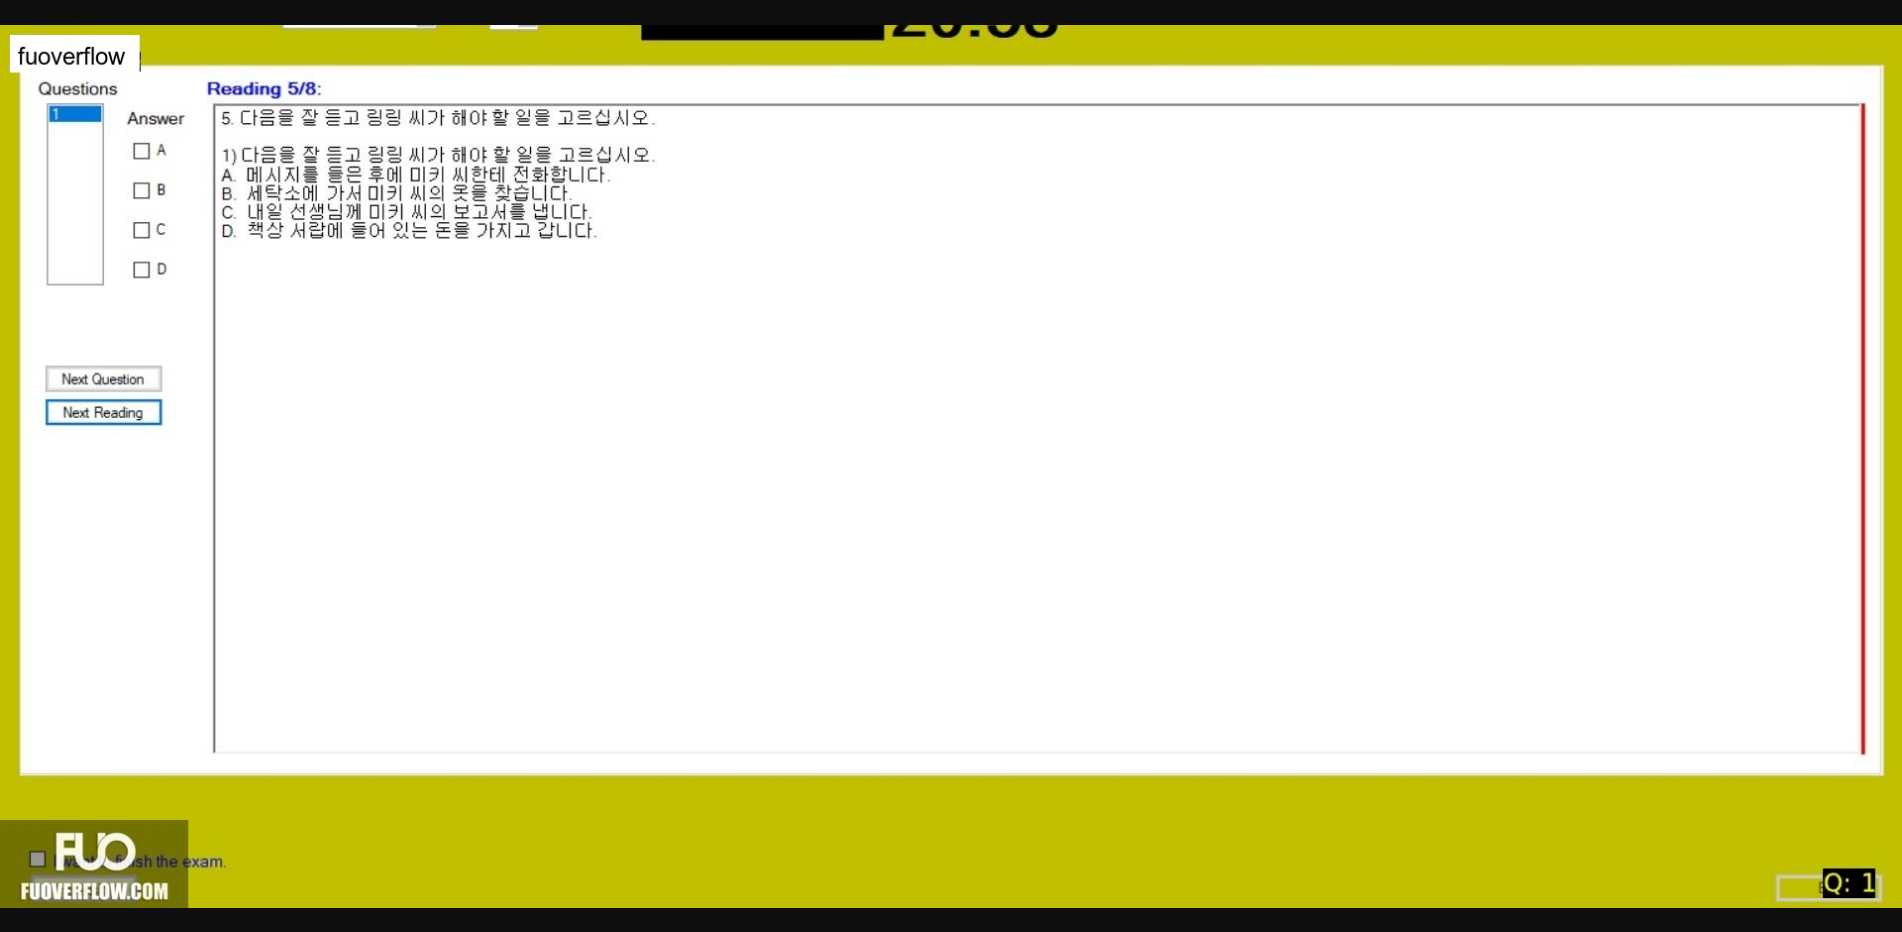 fuoverflow
Questions
Reading 5/8:
1
Answer
A
B
C
D
5. 다음을 잘 듣고 링링 씨가 해야 할 일을 고르십시오.
1) 다음을 잘 듣고 링링 씨가 해야 할 일을 고르십시오.
A. 메시지를 들은 후에 미키 씨한테 전화합니다.
B. 세탁소에 가서 미키 씨의 옷을 찾습니다.
C. 내일 선생님께 미키 씨의 보고서를 냅니다.
D. 책상 서랍에 들어 있는 돈을 가지고 갑니다.
Next Question
Next Reading
FUO
the exam.
FUOVERFLOW.COM
Q: 1